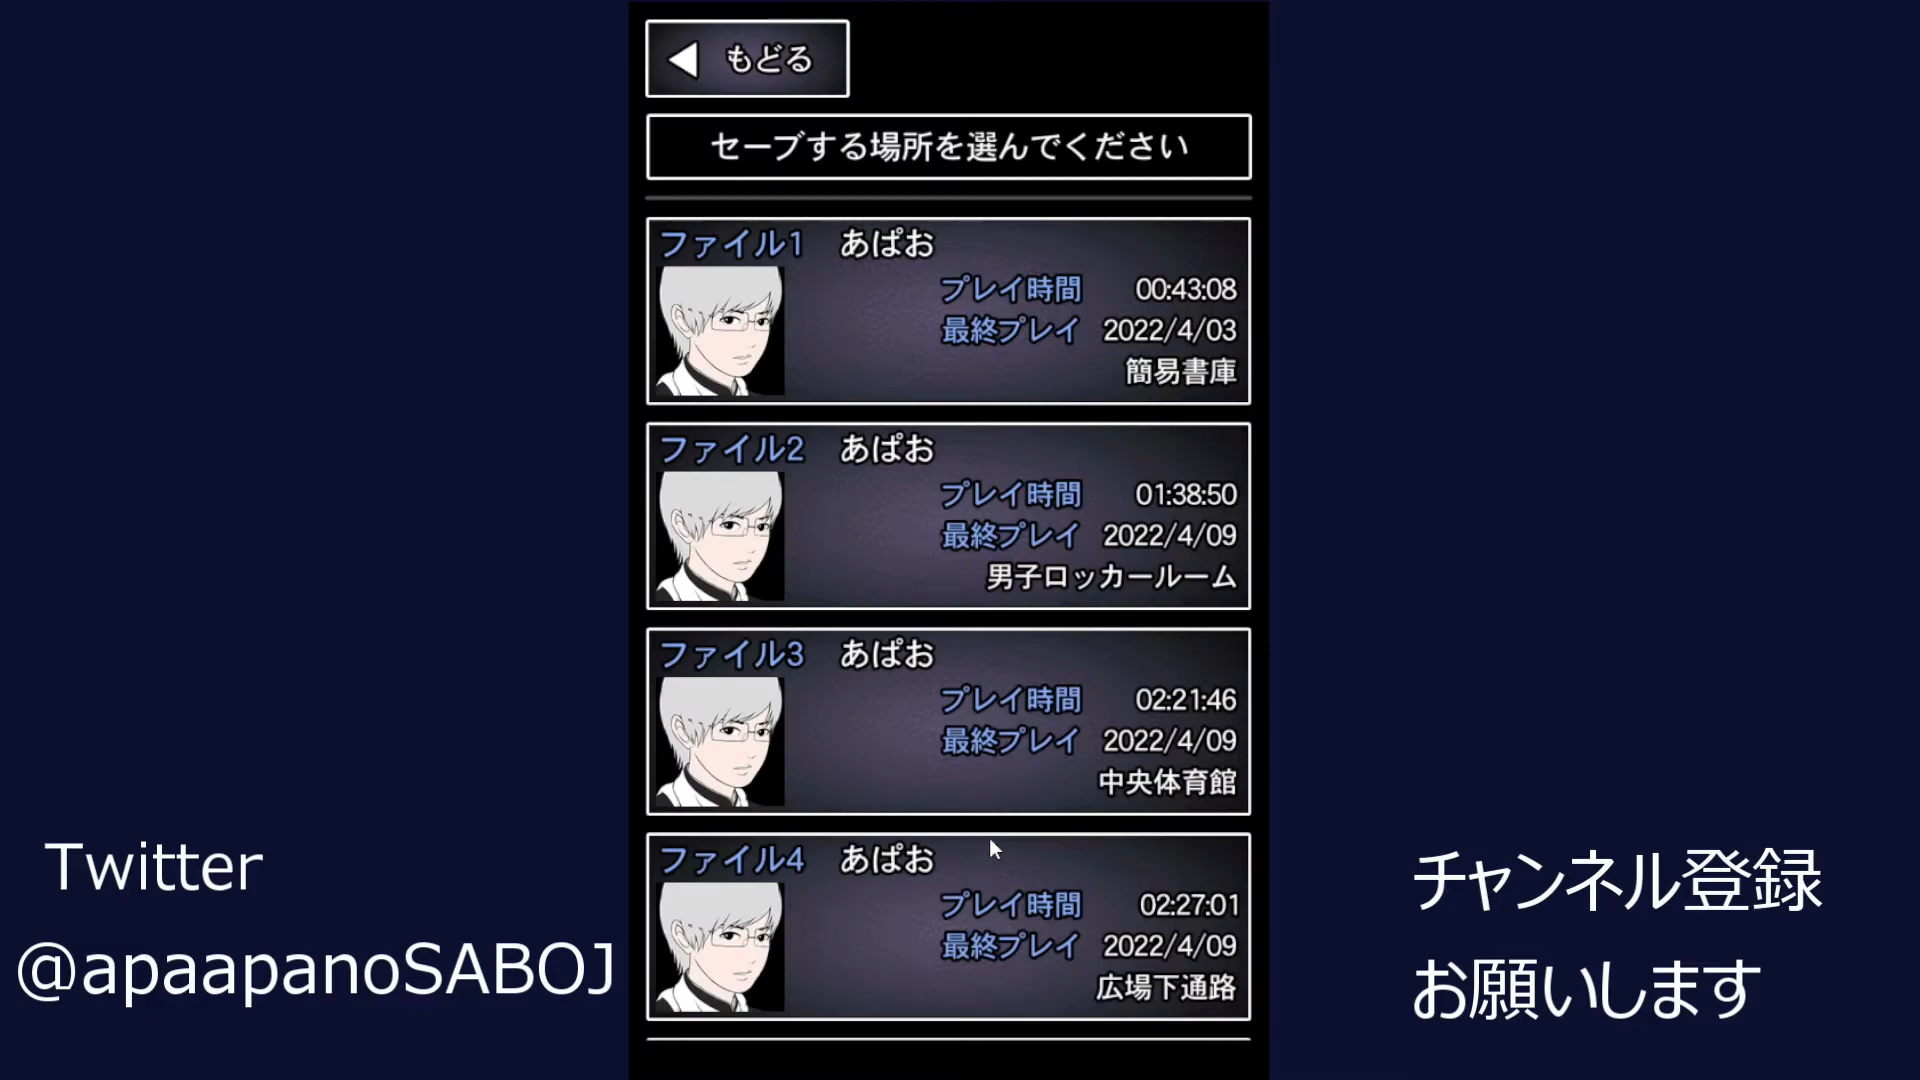 もどる
セーブする場所を選んでください
ファイル1 あぱお
プレイ時間 00:43:08
最終プレイ 2022/4/03
簡易書庫
ファイル2 あぱお
プレイ時間 01:38:50
最終プレイ 2022/4/09
男子ロッカールーム
ファイル3 あぱお
プレイ時間 02:21:46
最終プレイ 2022/4/09
中央体育館
ファイル4 あぱお
プレイ時間 02:27:01
最終プレイ 2022/4/09
広場下通路
Twitter
@apaapanoSABOJ
チャンネル登録
お願いします